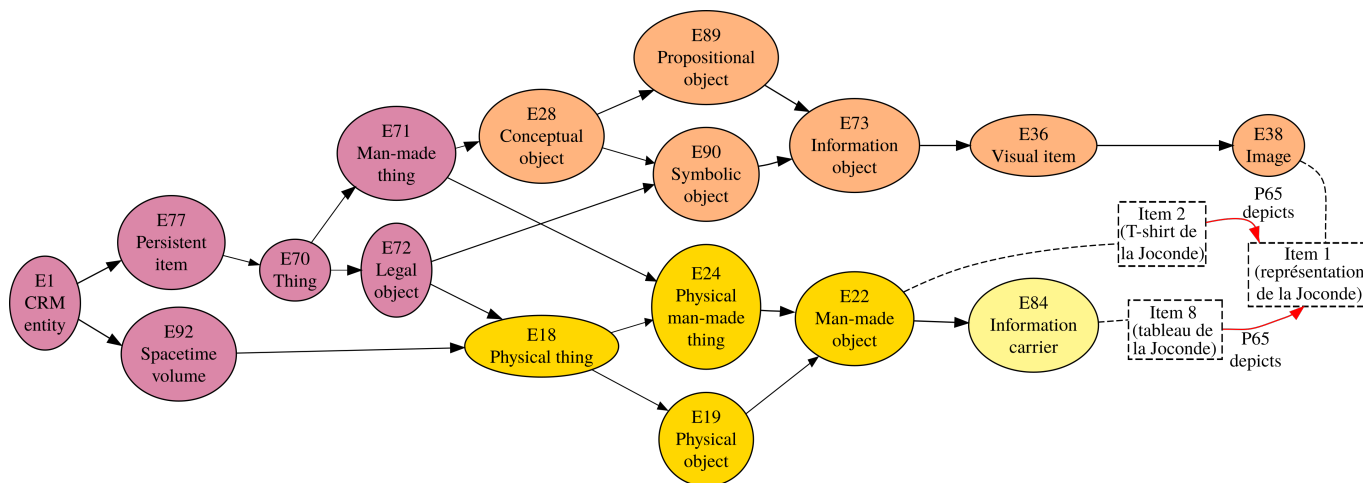 E1
CRM
entity
E77
Persistent
item
E92
Spacetime
volume
E70
Thing
E71
Man-made
thing
E72
Legal
object
E28
Conceptual
object
E18
Physical thing
E89
Propositional
object
E90
Symbolic
object
E24
Physical
man-made
thing
E19
Physical
object
E73
Information
object
E22
Man-made
object
E36
Visual item
E84
Information
carrier
E38
Image
Item 2
(T-shirt de
la Joconde)
P65
depicts
Item 1
(représentation
de la Joconde)
Item 8
(tableau de
la Joconde)
P65
depicts